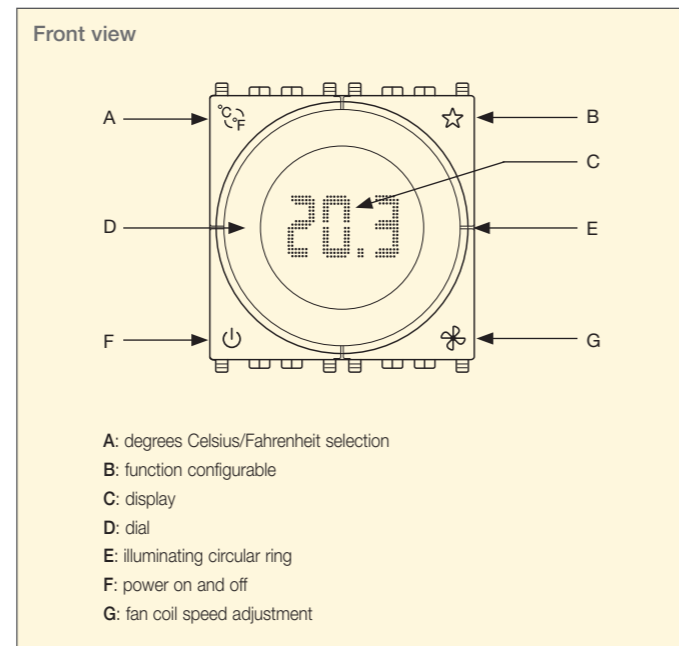 Front view
A
°C
°F
B
C
20.3
D
E
F
G
A: degrees Celsius/Fahrenheit selection
B: function configurable
C: display
D: dial
E: illuminating circular ring
F: power on and off
G: fan coil speed adjustment